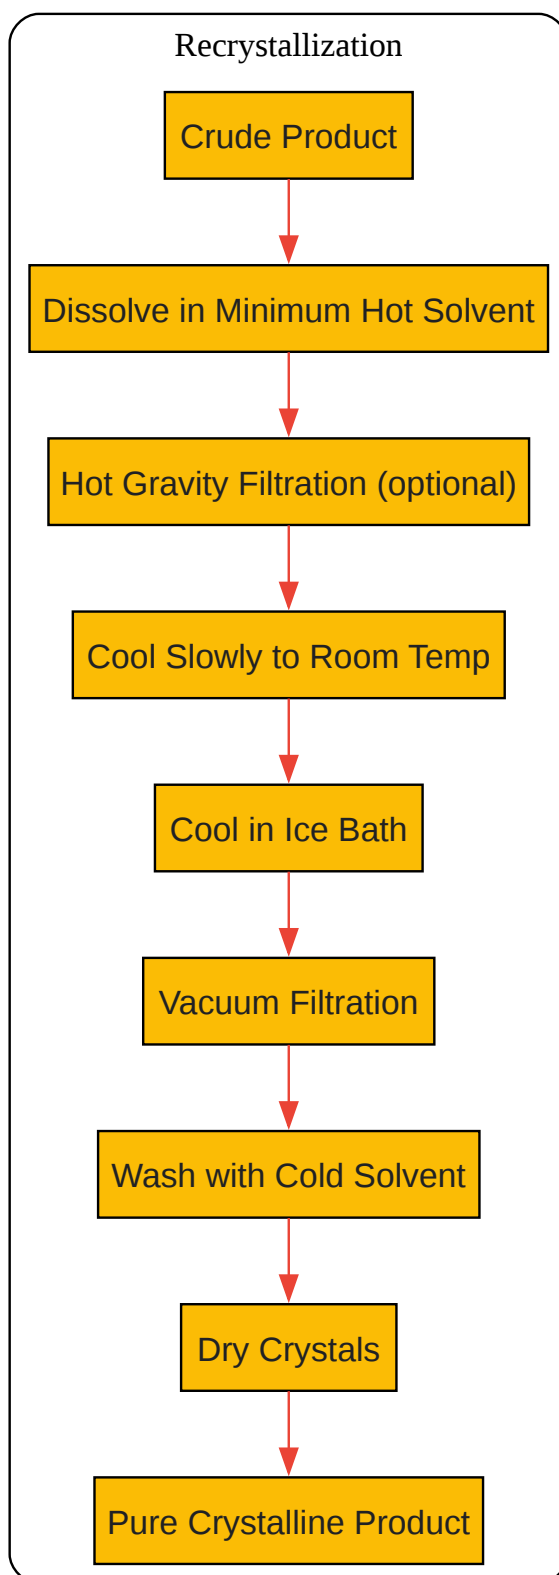 Recrystallization
Crude Product
Dissolve in Minimum Hot Solvent
Hot Gravity Filtration (optional)
Cool Slowly to Room Temp
Cool in Ice Bath
Vacuum Filtration
Wash with Cold Solvent
Dry Crystals
Pure Crystalline Product